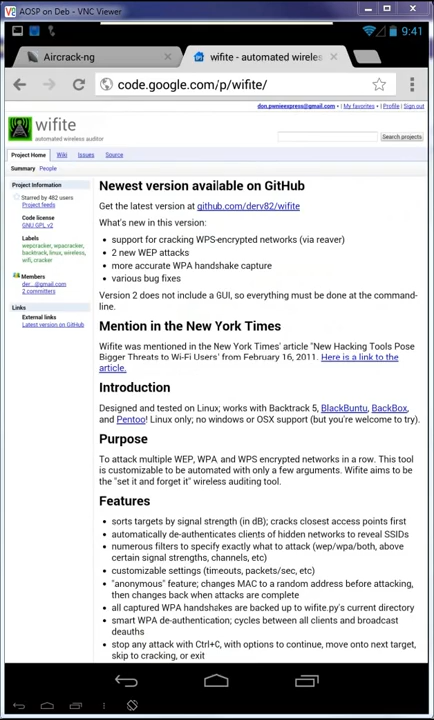 AOSP on Deb - VNC Viewer
9:41
Aircrack-ng
wifite - automated wireles
code.google.com/p/wifite/
don.pwnieexpress@gmail.com | My favorites | Profile | Sign out
wifite
automated wireless auditor
Search projects
Project Home Wiki Issues Source
Summary People
Project Information
Starred by 482 users
Project feeds
Code license
GNU GPL v2
Labels
wepcracker, wpacracker,
backtrack, linux, wireless,
wifi, cracker
Members
der...@gmail.com
2 committers
Links
External links
Latest version on GitHub
Newest version available on GitHub
Get the latest version at github.com/derv82/wifite
What's new in this version:
• support for cracking WPS-encrypted networks (via reaver)
• 2 new WEP attacks
• more accurate WPA handshake capture
• various bug fixes
Version 2 does not include a GUI, so everything must be done at the command-
line.
Mention in the New York Times
Wifite was mentioned in the New York Times' article "New Hacking Tools Pose
Bigger Threats to Wi-Fi Users" from February 16, 2011. Here is a link to the
article.
Introduction
Designed and tested on Linux; works with Backtrack 5, BlackBuntu, BackBox,
and Pentoo! Linux only; no windows or OSX support (but you're welcome to try).
Purpose
To attack multiple WEP, WPA, and WPS encrypted networks in a row. This tool
is customizable to be automated with only a few arguments. Wifite aims to be
the "set it and forget it" wireless auditing tool.
Features
• sorts targets by signal strength (in dB); cracks closest access points first
• automatically de-authenticates clients of hidden networks to reveal SSIDs
• numerous filters to specify exactly what to attack (wep/wpa/both, above
certain signal strengths, channels, etc)
• customizable settings (timeouts, packets/sec, etc)
• "anonymous" feature; changes MAC to a random address before attacking,
then changes back when attacks are complete
• all captured WPA handshakes are backed up to wifite.py's current directory
• smart WPA de-authentication; cycles between all clients and broadcast
deauths
• stop any attack with Ctrl+C, with options to continue, move onto next target,
skip to cracking, or exit